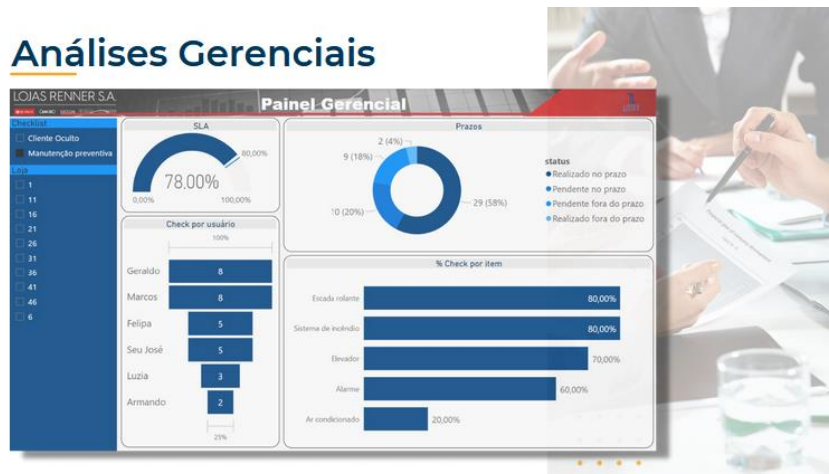 Análises Gerenciais
LOJAS RENNER S.A.
Painel Gerencial
Checklist
Cliente Oculto
Manutenção preventiva
Loja
1
11
16
21
26
31
36
41
46
6
SLA
80,00%
78.00%
0,00%
100,00%
Prazos
2 (4%)
9 (18%)
10 (20%)
29 (58%)
status
Realizado no prazo
Pendente no prazo
Pendente fora do prazo
Realizado fora do prazo
Check por usuário
100%
Geraldo 8
Marcos 8
Felipa 5
Seu José 5
Luzia 3
Armando 2
25%
% Check por item
Escada rolante 80,00%
Sistema de incêndio 80,00%
Elevador 70,00%
Alarme 60,00%
Ar condicionado 20,00%